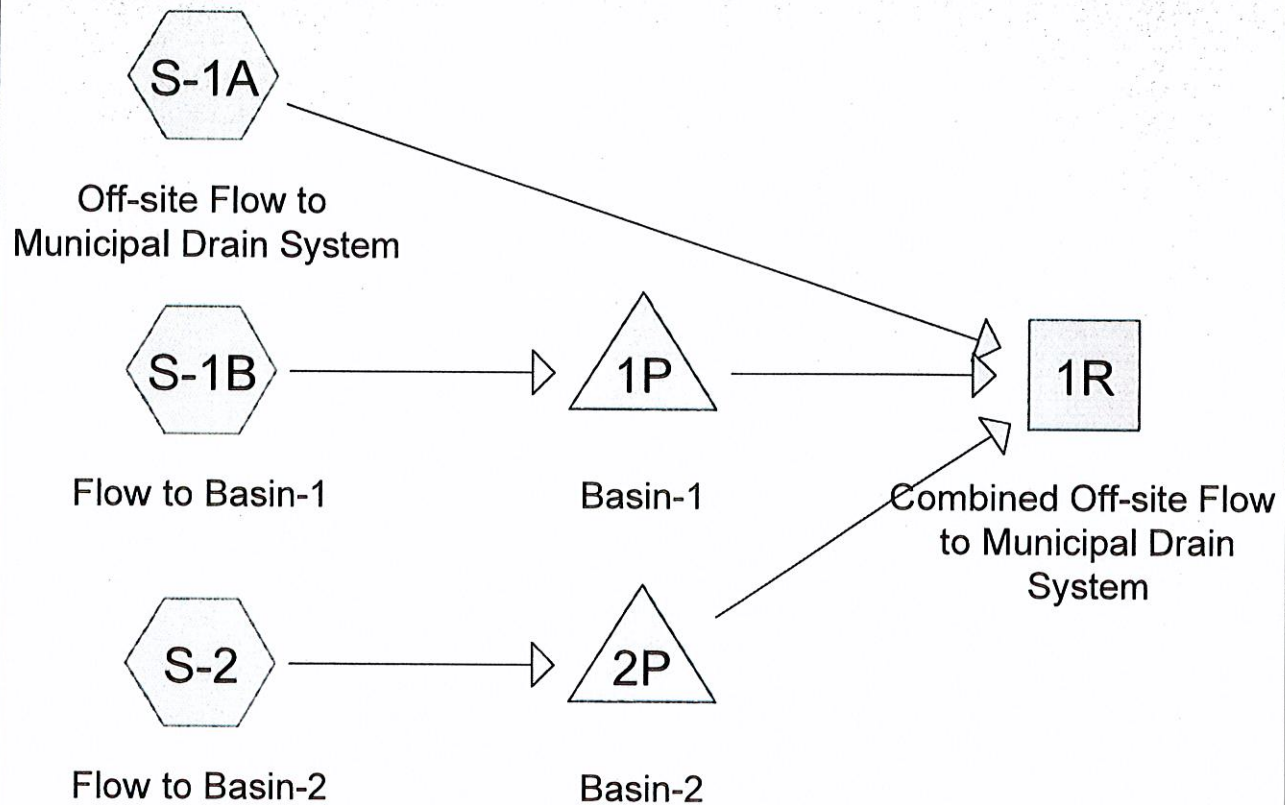 S-1A
Off-site Flow to
Municipal Drain System
S-1B
1P
1R
Flow to Basin-1
Basin-1
Combined Off-site Flow
to Municipal Drain
System
S-2
2P
Flow to Basin-2
Basin-2